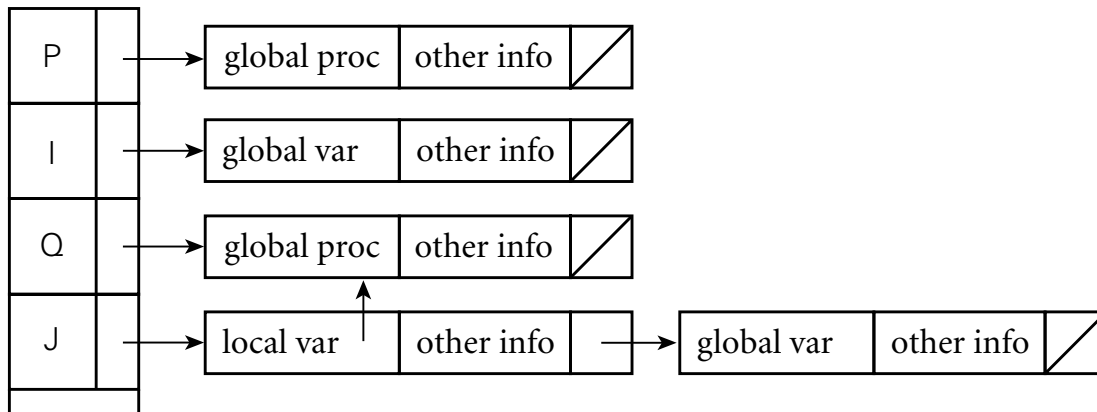 P global proc other info
I global var other info
Q global proc other info
J local var other info global var other info